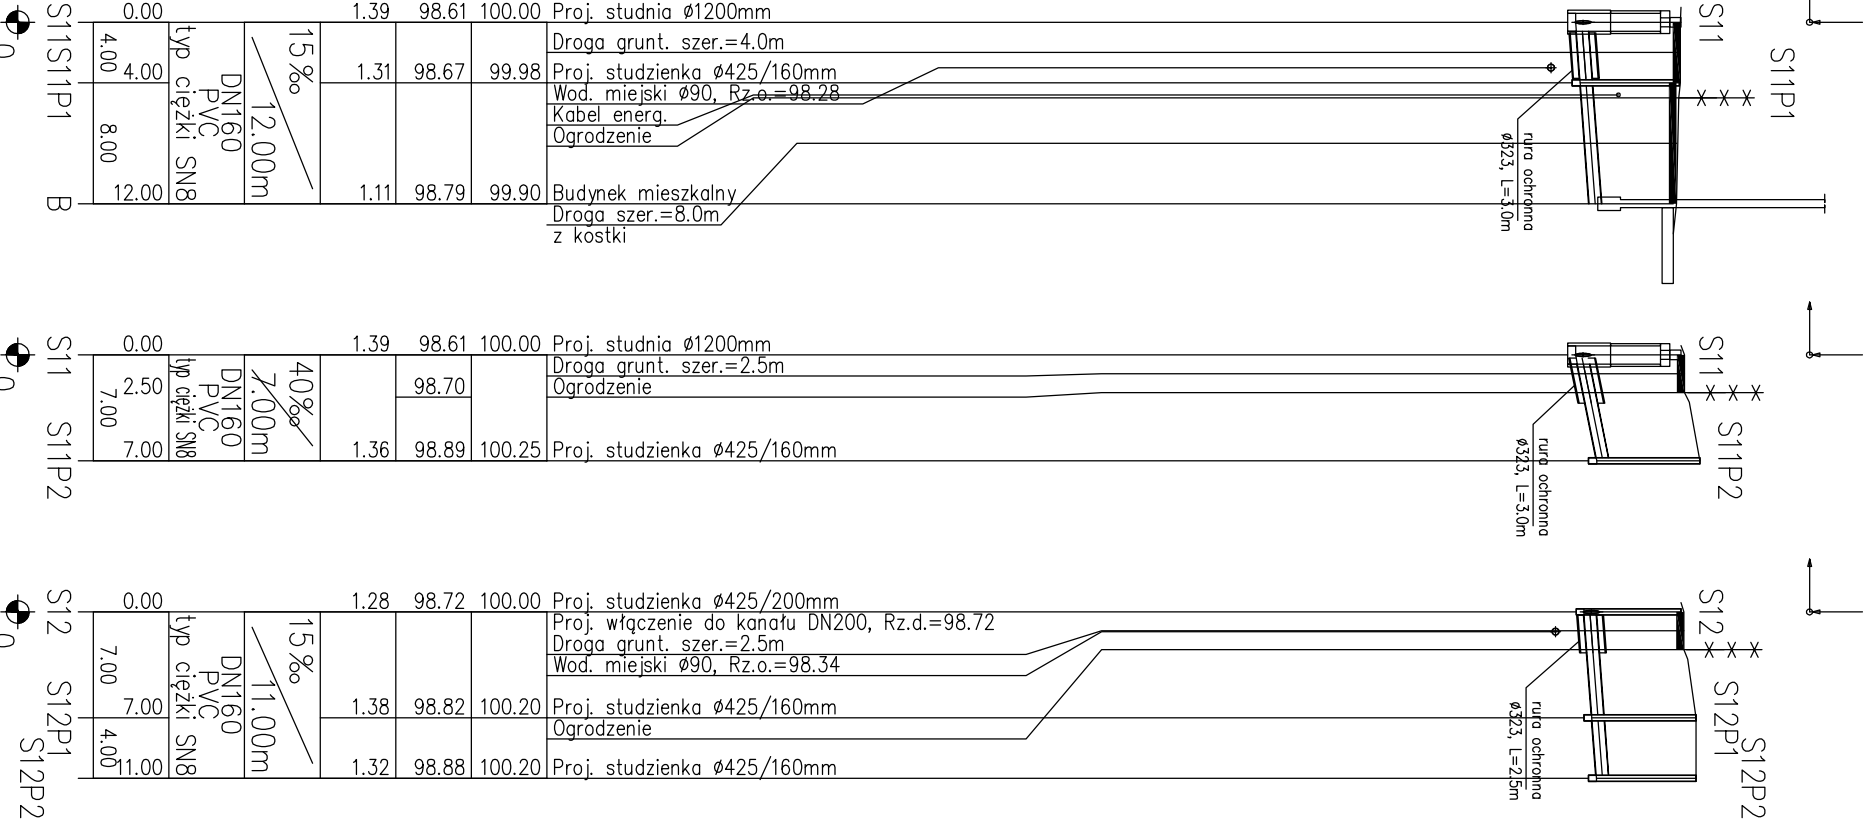 S11
0.00
1.39
98.61
100.00
Proj. studnia ø1200mm
S11
Droga grunt. szer.=4.0m
4.00
S11P1
4.00
1.31
98.67
99.98
Proj. studzienka ø425/160mm
S11P1
Wod. miejski ø90, Rz.o.=98.28
Kabel energ.
Ogrodzenie
8.00
typ ciężki SN8
PVC
DN160
15‰
12.00m
rura ochronna
ø323, L=3.0m
B
12.00
1.11
98.79
99.90
Budynek mieszkalny
Droga szer.=8.0m
z kostki
S11
0.00
1.39
98.61
100.00
Proj. studnia ø1200mm
S11
Droga grunt. szer.=2.5m
2.50
98.70
Ogrodzenie
7.00
typ ciężki SN8
PVC
DN160
40‰
7.00m
S11P2
7.00
1.36
98.89
100.25
Proj. studzienka ø425/160mm
S11P2
rura ochronna
ø323, L=3.0m
S12
0.00
1.28
98.72
100.00
Proj. studzienka ø425/200mm
S12
Proj. włączenie do kanału DN200, Rz.d.=98.72
Droga grunt. szer.=2.5m
Wod. miejski ø90, Rz.o.=98.34
7.00
typ ciężki SN8
PVC
DN160
15‰
11.00m
S12P1
7.00
1.38
98.82
100.20
Proj. studzienka ø425/160mm
S12P1
Ogrodzenie
4.00
rura ochronna
ø323, L=2.5m
S12P2
11.00
1.32
98.88
100.20
Proj. studzienka ø425/160mm
S12P2